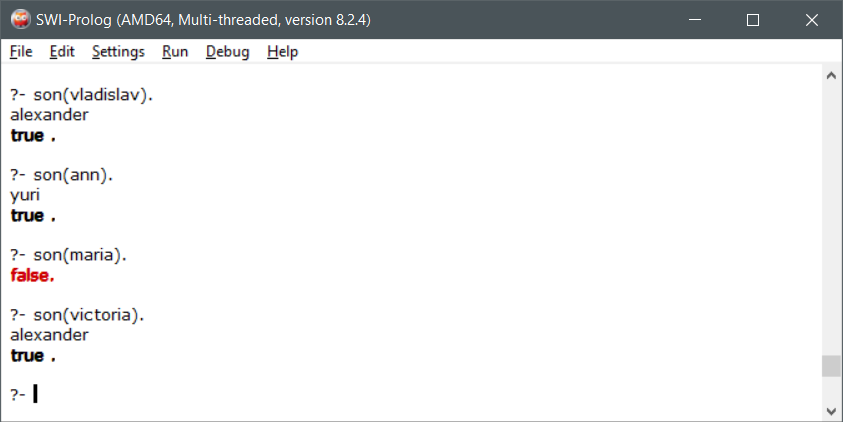 SWI-Prolog (AMD64, Multi-threaded, version 8.2.4)
File Edit Settings Run Debug Help
?- son(vladislav).
alexander
true .
?- son(ann).
yuri
true .
?- son(maria).
false.
?- son(victoria).
alexander
true .
?-